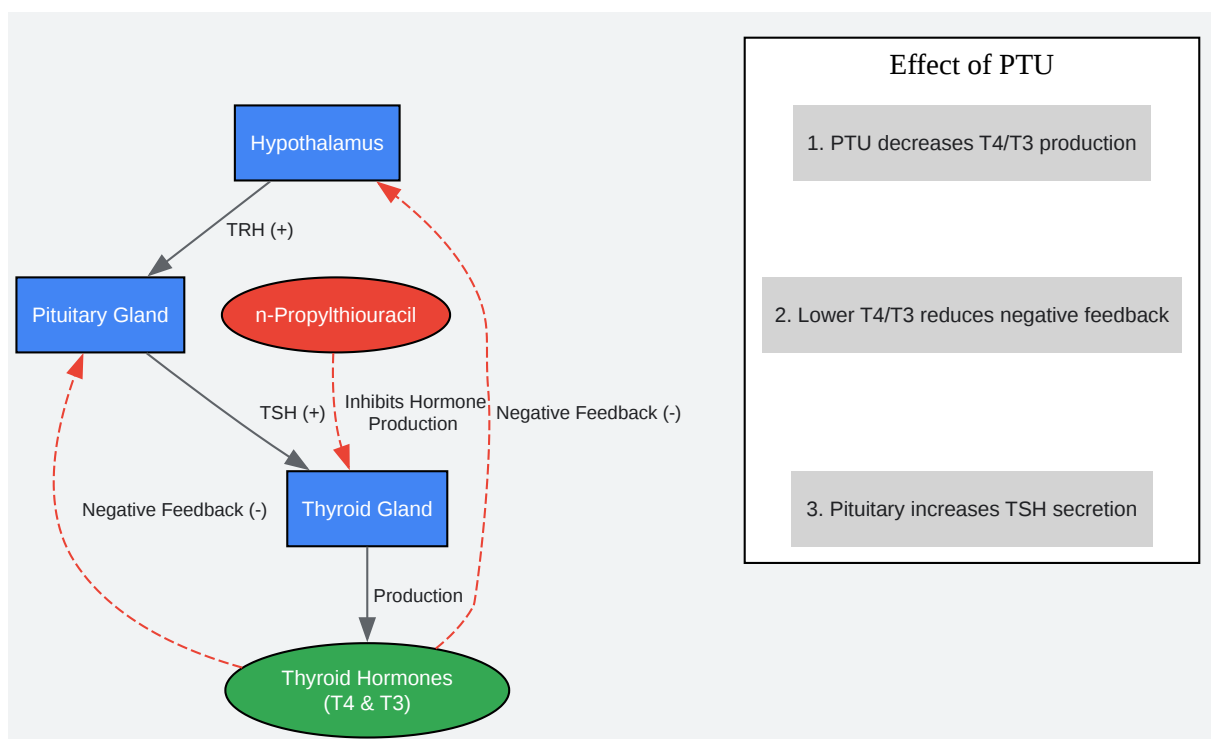 Effect of PTU
Hypothalamus
1. PTU decreases T4/T3 production
TRH (+)
Pituitary Gland
n-Propylthiouracil
2. Lower T4/T3 reduces negative feedback
TSH (+)
Inhibits Hormone
Production
Negative Feedback (-)
Negative Feedback (-)
Thyroid Gland
3. Pituitary increases TSH secretion
Production
Thyroid Hormones
(T4 & T3)